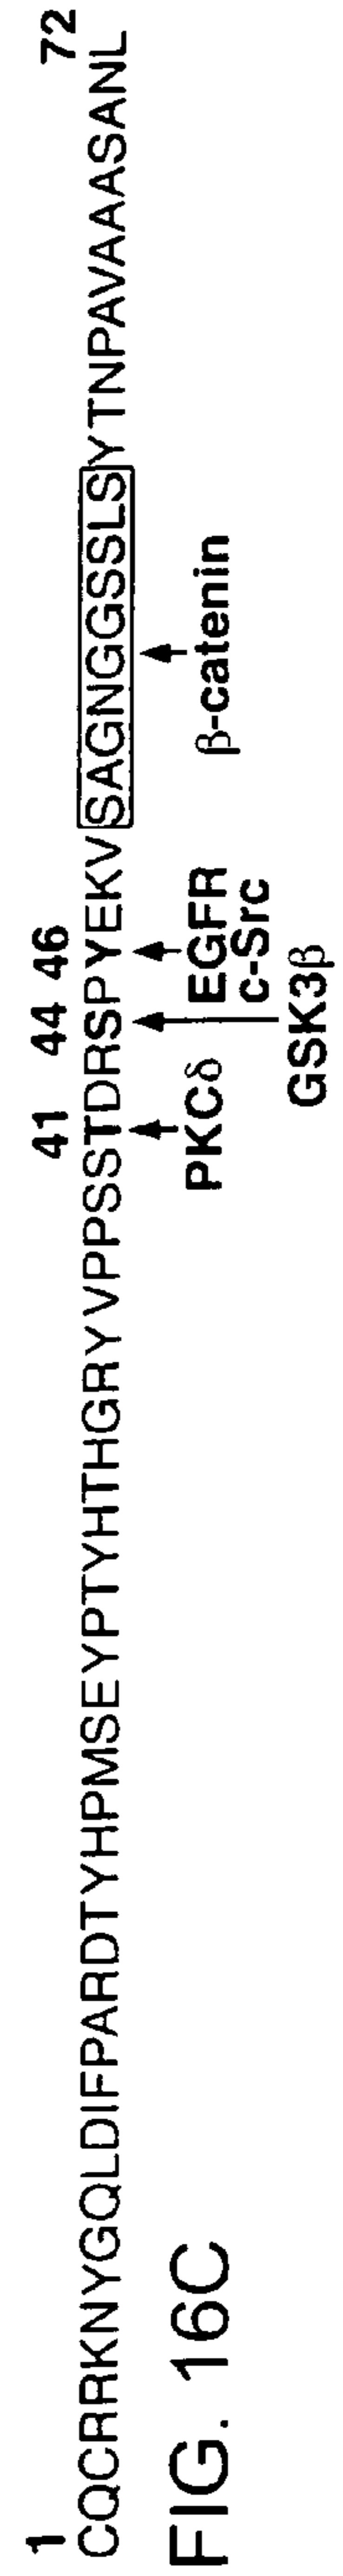 1 41 44 46 72
CQCRRKNYGQLDIFPARDTYHPMSEYPTYHTHGRYVPPSSTDRSPYEKVSAGNGGSSLSYTNPAVAAASANL
PKCδ EGFR β-catenin
c-Src
GSK3β
FIG. 16C